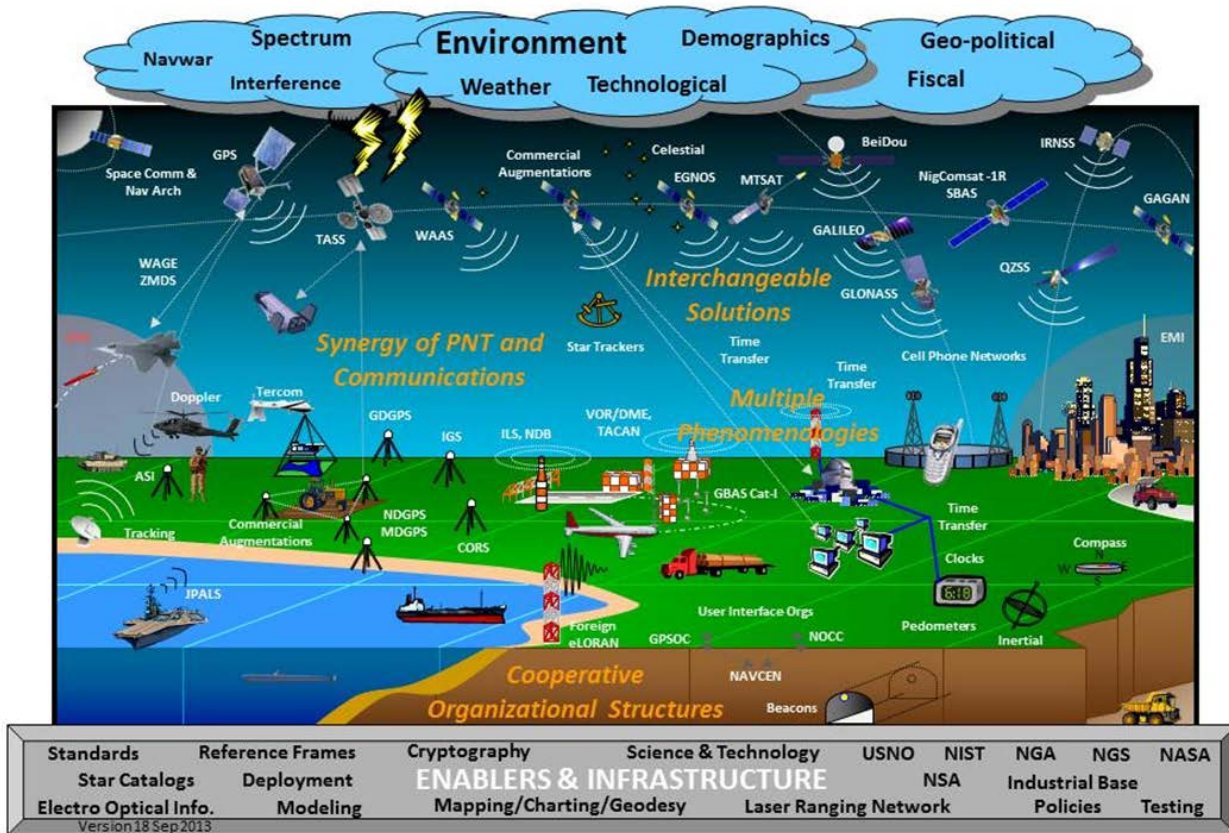 Spectrum
Environment
Demographics
Geo-political
Navwar
Interference
Weather
Technological
Fiscal
GPS
Space Comm &
Nav Arch
TASS
WAAS
Commercial
Augmentations
Celestial
EGNOS
MTSAT
BeiDou
NigComsat -1R
SBAS
IRNSS
GAGAN
GALILEO
GLONASS
QZSS
WAGE
ZMDS
Interchangeable
Solutions
Star Trackers
Synergy of PNT and
Communications
Time
Transfer
Time
Transfer
Cell Phone Networks
EMI
Multiple
Phenomenologies
Doppler
Tercom
GDGPS
IGS
ILS, NDB
VOR/DME,
TACAN
ASI
GBAS Cat-I
Tracking
Commercial
Augmentations
NDGPS
MDGPS
CORS
Time
Transfer
Clocks
Compass
N
W
E
S
6:18
JPALS
Foreign
eLORAN
User Interface Orgs
GPSOC
NOCC
NAVCEN
Pedometers
Inertial
Cooperative
Organizational Structures
Beacons
Standards
Reference Frames
Cryptography
Science & Technology
USNO
NIST
NGA
NGS
NASA
Star Catalogs
Deployment
ENABLERS & INFRASTRUCTURE
NSA
Industrial Base
Electro Optical Info.
Modeling
Mapping/Charting/Geodesy
Laser Ranging Network
Policies
Testing
Version 18 Sep 2013